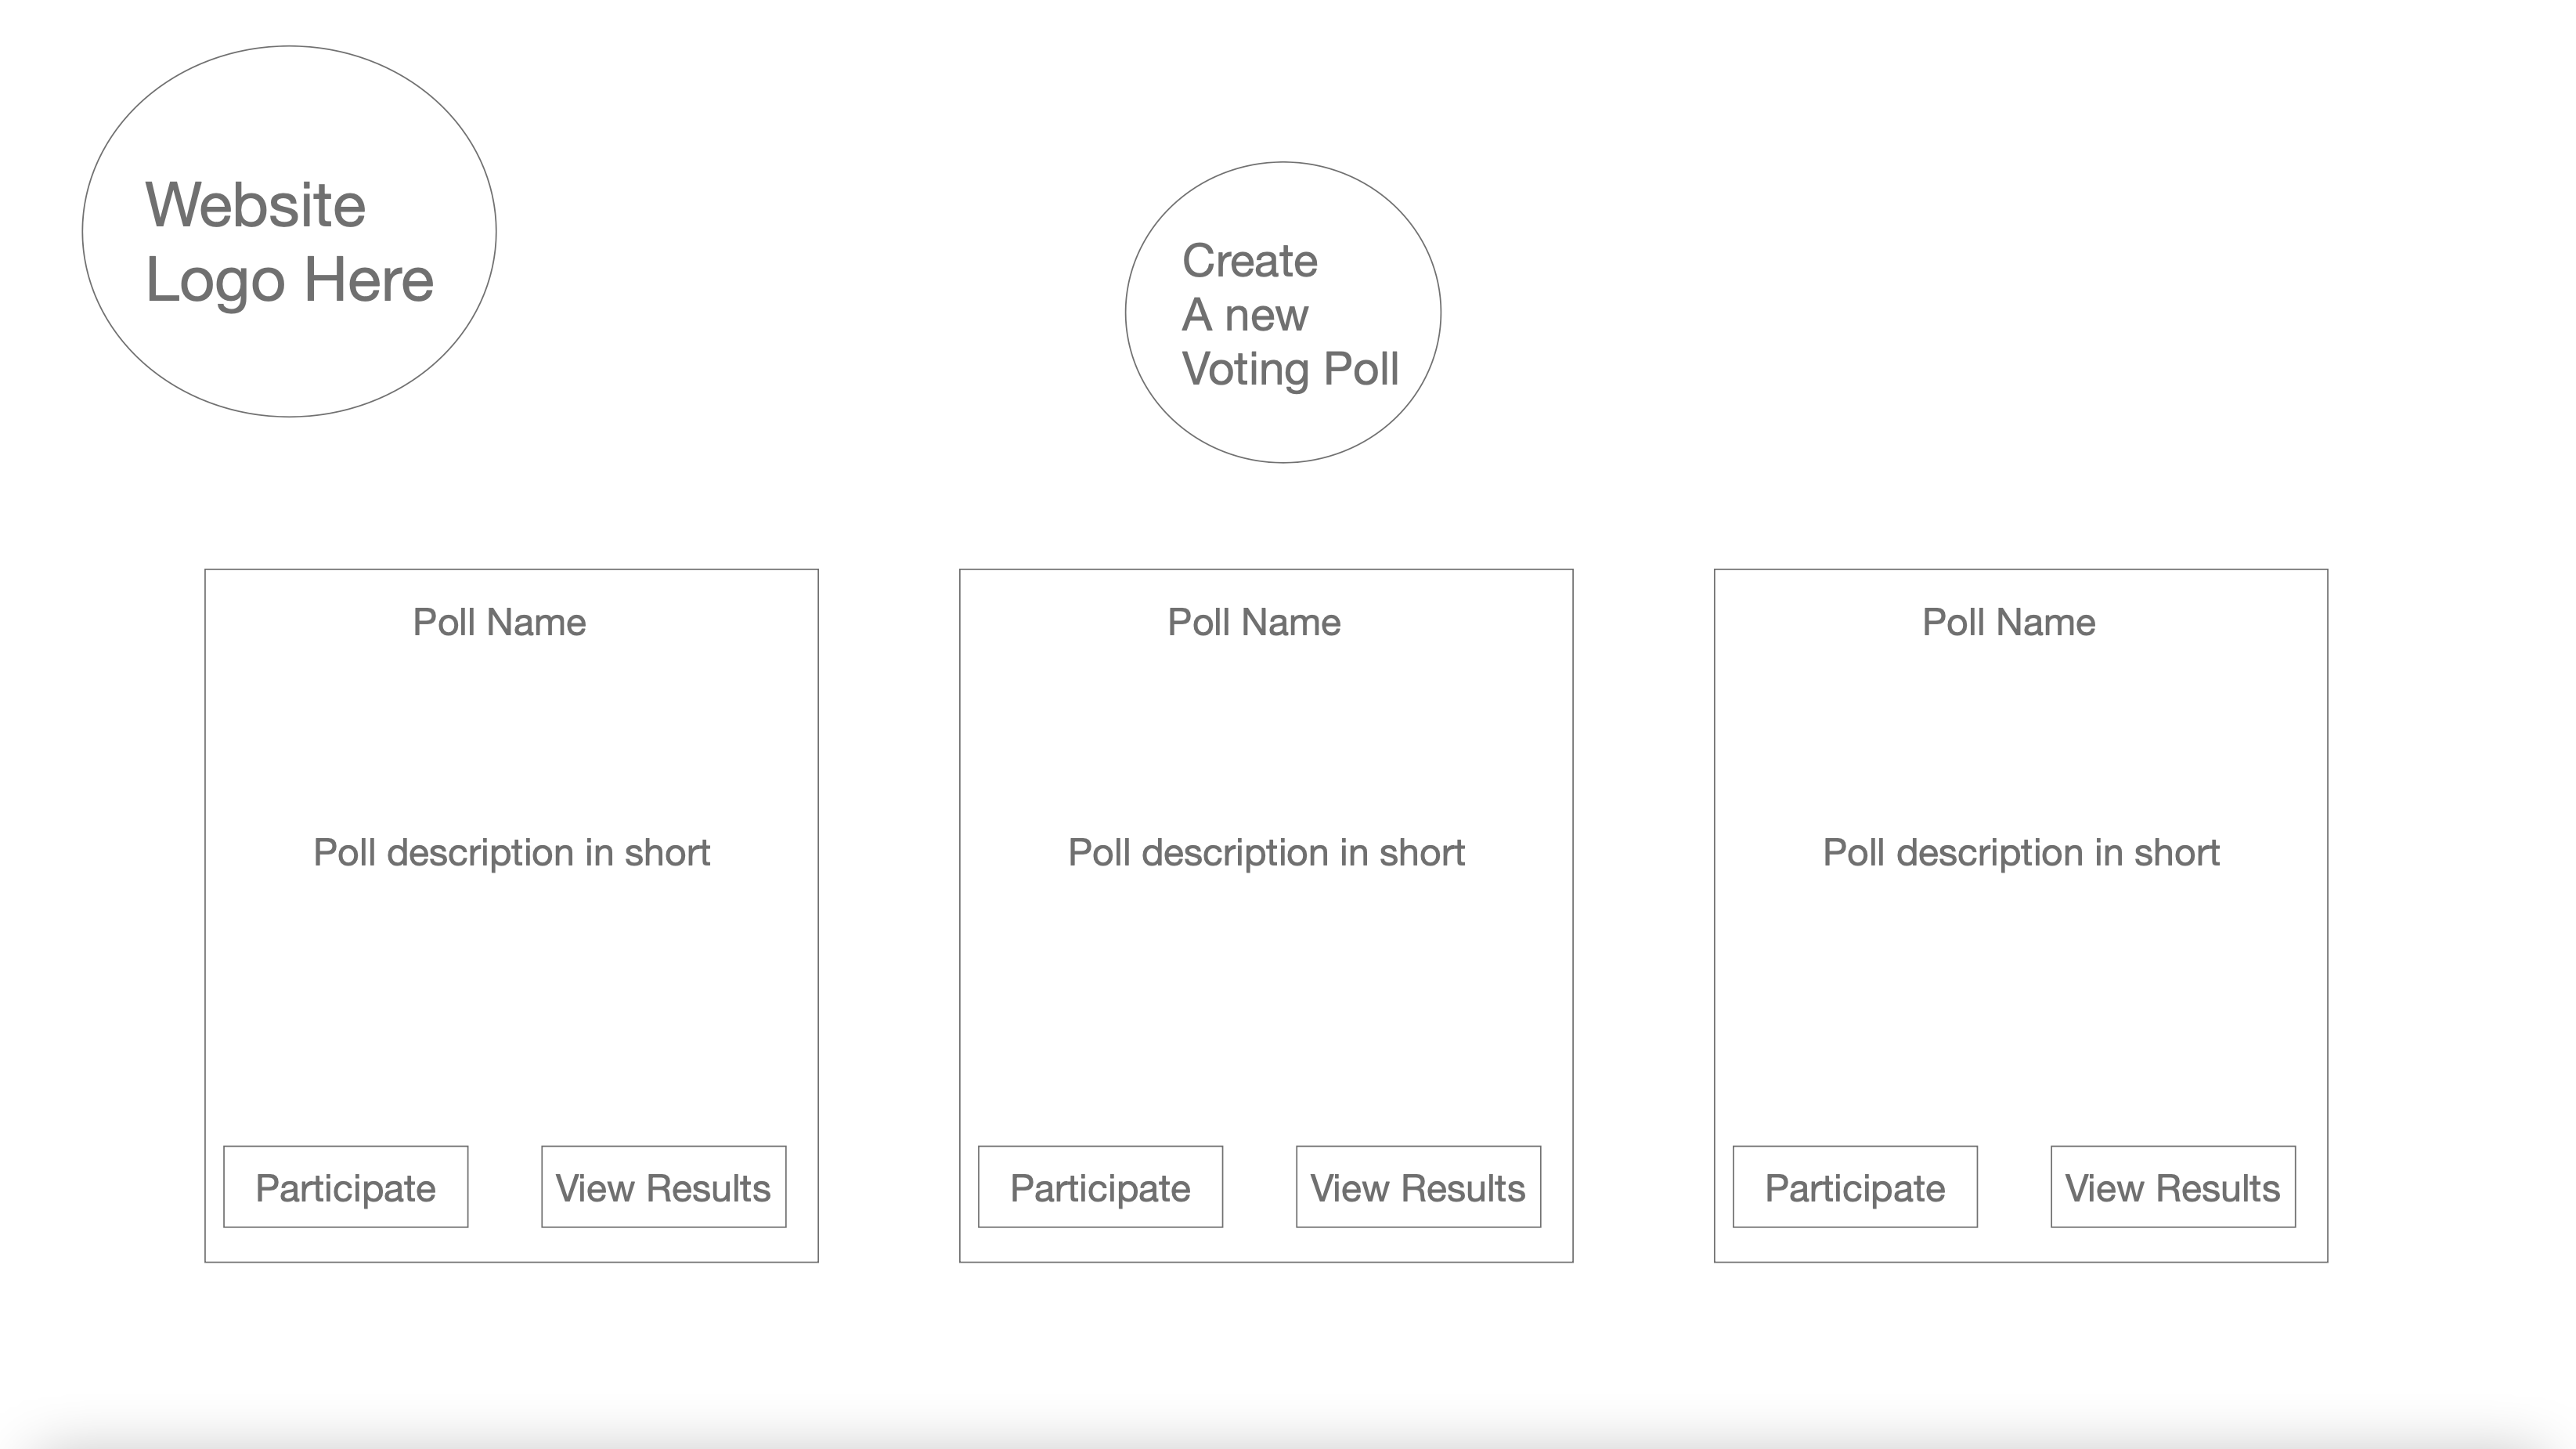 Website
Logo Here
Create
A new
Voting Poll
Poll Name
Poll description in short
Participate
View Results
Poll Name
Poll description in short
Participate
View Results
Poll Name
Poll description in short
Participate
View Results